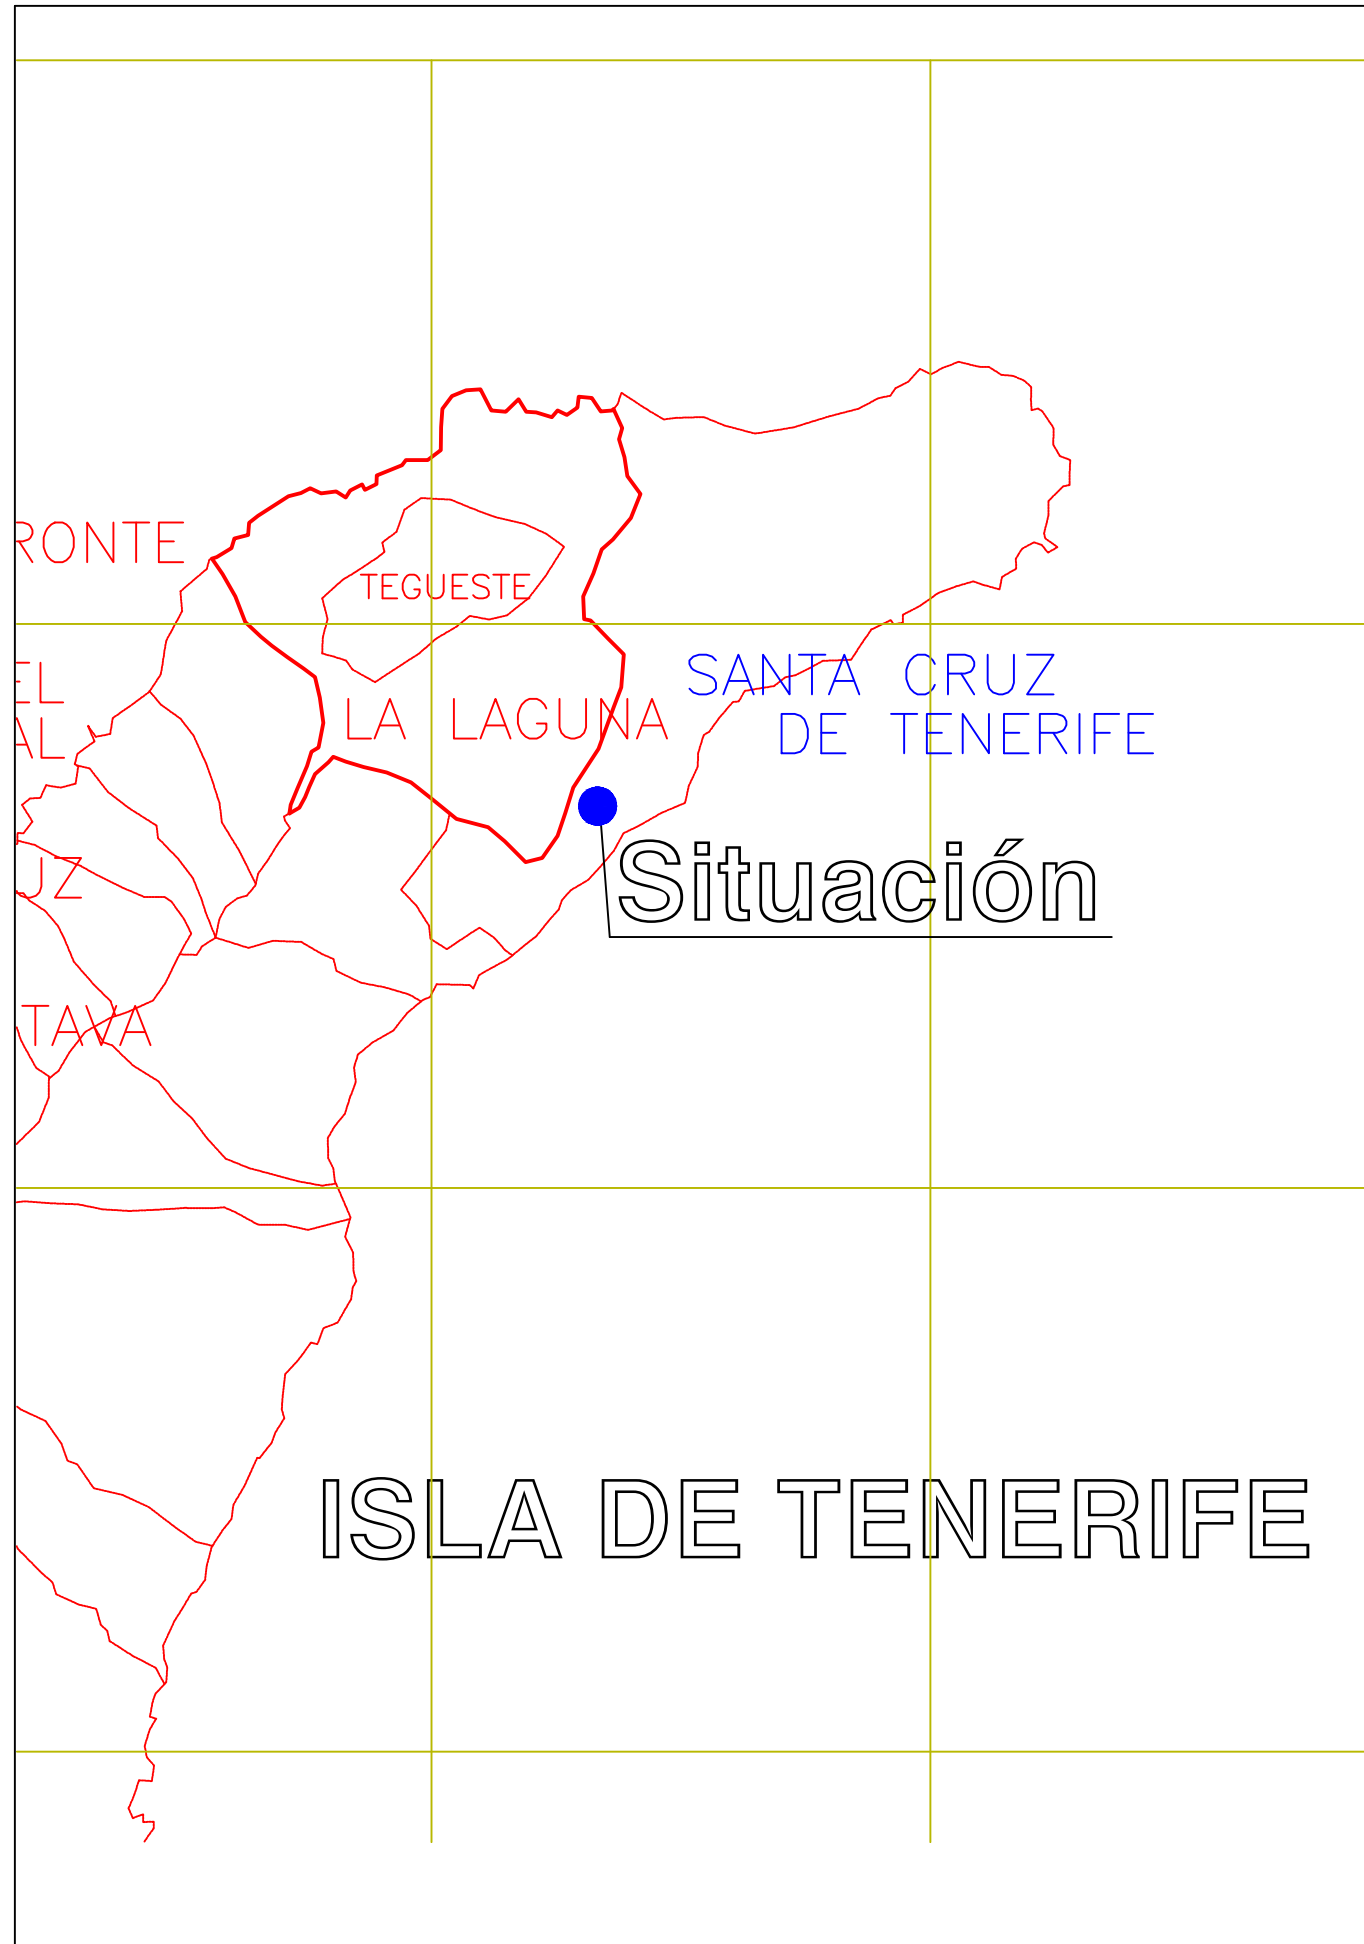 RONTE
TEGUESTE
EL
AL
SANTA CRUZ
DE TENERIFE
LA LAGUNA
UZ
Situación
TAVA
ISLA DE TENERIFE